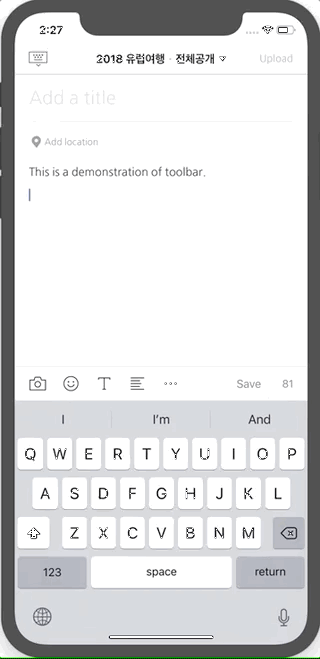 2:27
2018 유럽여행 · 전체공개 Upload
Add a title
Add location
This is a demonstration of toolbar.
T Save 81
I I'm And
Q W E R T Y U I O P
A S D F G H J K L
Z X C V B N M
123 space return